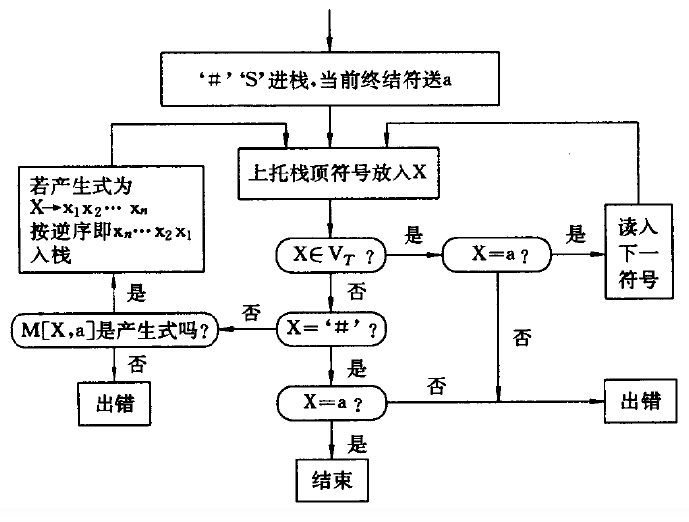 ‘#’‘S’进栈,当前终结符送a
上托栈顶符号放入X
若产生式为
X→x₁x₂⋯ xₙ
按逆序即xₙ⋯x₂x₁
入栈
X∈V_T ?
是
X=a?
是
读入
下一
符号
是
否
M[X,a]是产生式吗?
否
X=‘#’?
否
否
出错
是
X=a?
否
出错
是
结束